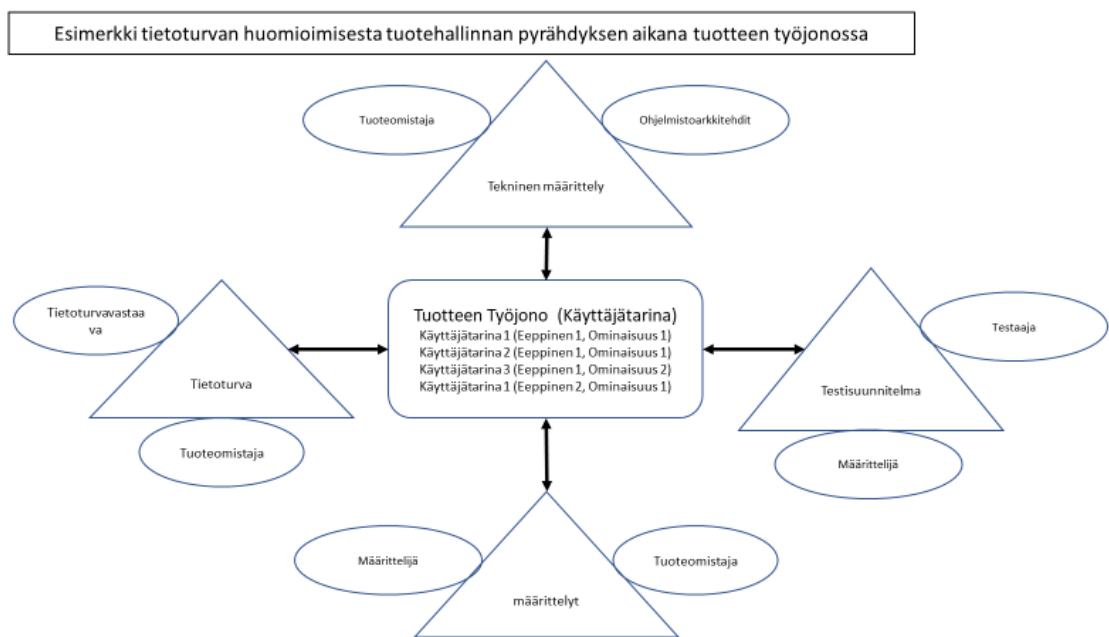 Esimerkki tietoturvan huomioimisesta tuotehallinnan pyrähdyksen aikana tuotteen työjonossa
Tuoteomistaja
Ohjelmistoarkkitehdit
Tekninen määrittely
Tietoturvavastaa
va
Tietoturva
Tuoteomistaja
Tuotteen Työjono (Käyttäjätarina)
Käyttäjätarina 1 (Eeppinen 1, Ominaisuus 1)
Käyttäjätarina 2 (Eeppinen 1, Ominaisuus 1)
Käyttäjätarina 3 (Eeppinen 1, Ominaisuus 2)
Käyttäjätarina 1 (Eeppinen 2, Ominaisuus 1)
Testaaja
Testisuunnitelma
Määrittelijä
Määrittelijä
Tuoteomistaja
määrittelyt